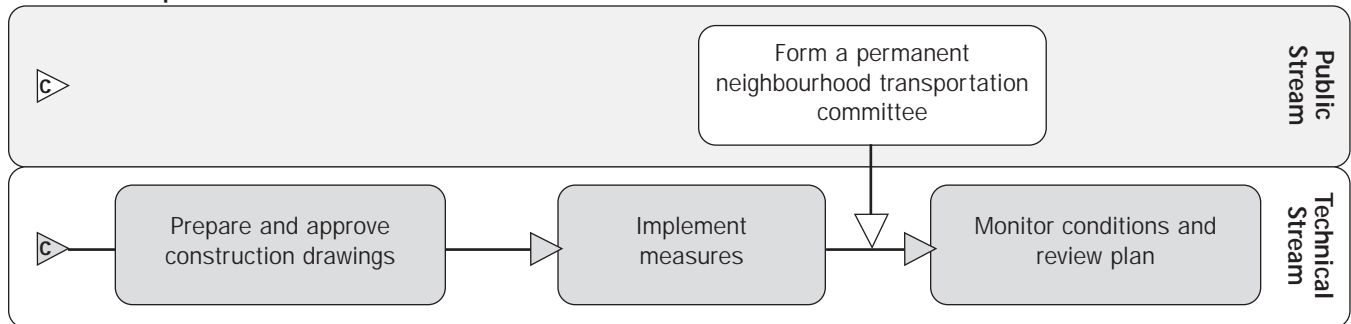 C
Form a permanent
neighbourhood transportation
committee
Public
Stream
C
Prepare and approve
construction drawings
Implement
measures
Monitor conditions and
review plan
Technical
Stream